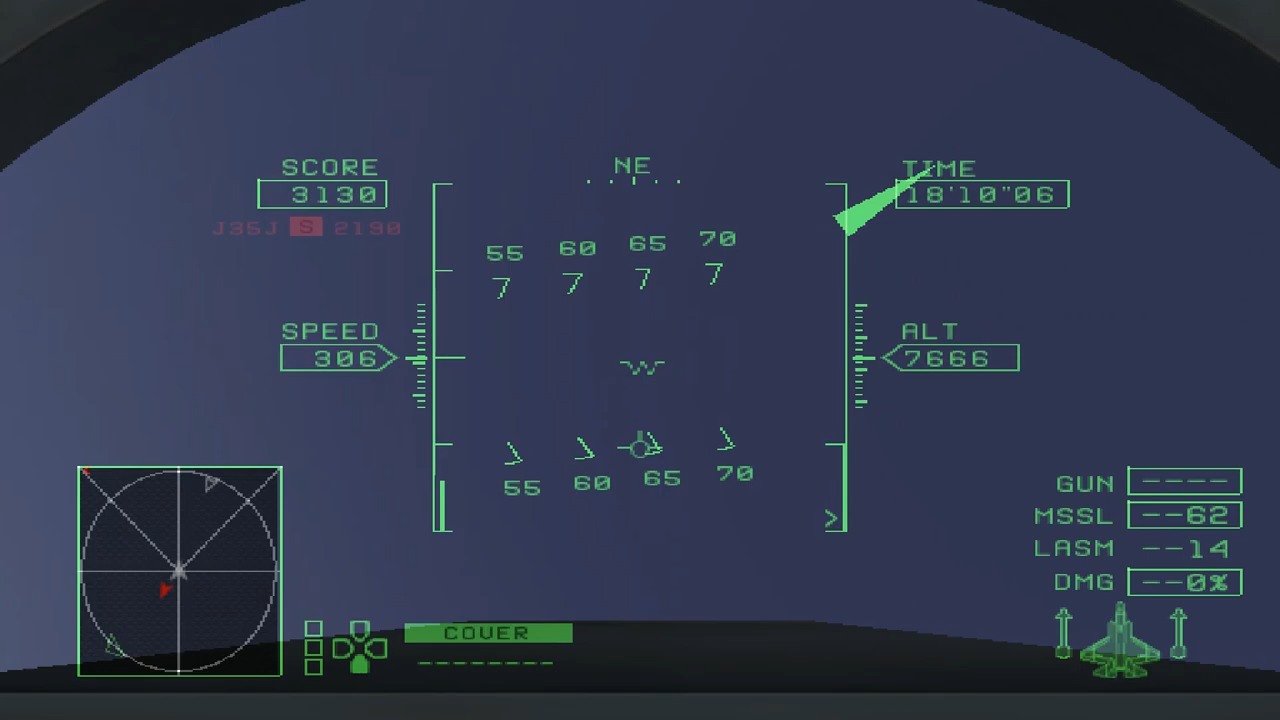 SCORE
3130
J35J S 2190
NE
TIME
18'10"06
55 60 65 70
7 7 7 7
SPEED
306
ALT
7666
55 60 65 70
GUN ----
MSSL --62
LASM --14
DMG --0%
COVER
--------